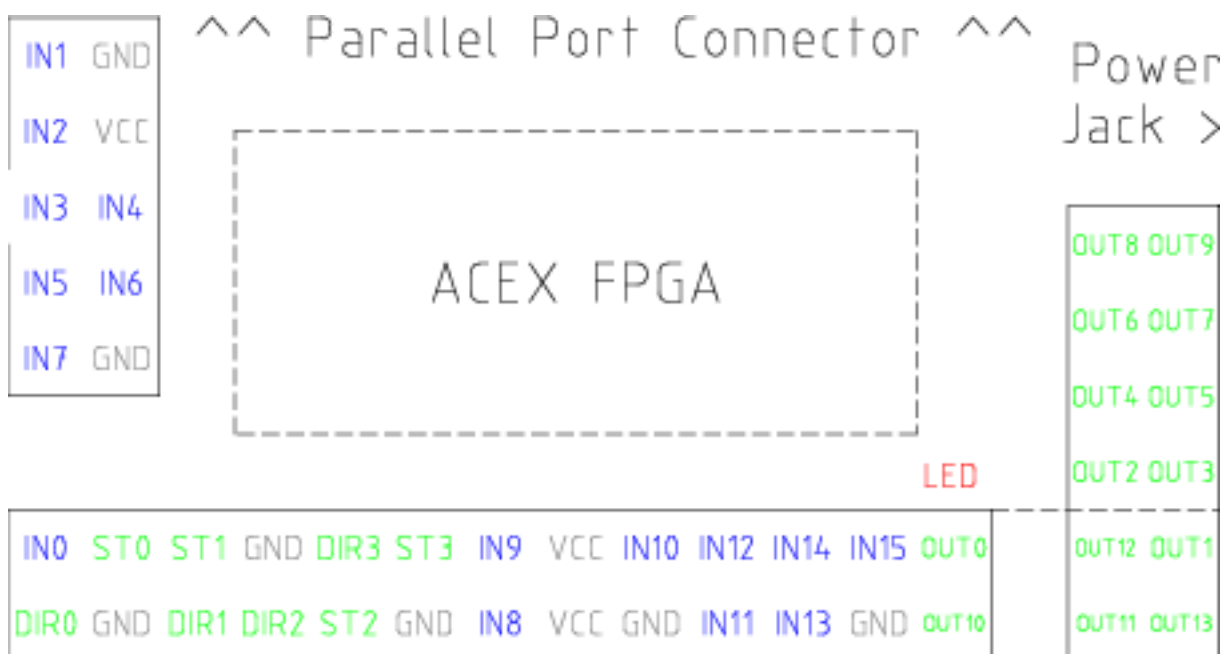 ^^ Parallel Port Connector ^^
Power
Jack >
IN1 GND
IN2 VCC
IN3 IN4
IN5 IN6
IN7 GND
ACEX FPGA
OUT8 OUT9
OUT6 OUT7
OUT4 OUT5
OUT2 OUT3
OUT12 OUT1
OUT11 OUT13
LED
IN0 ST0 ST1 GND DIR3 ST3 IN9 VCC IN10 IN12 IN14 IN15 OUT0
DIR0 GND DIR1 DIR2 ST2 GND IN8 VCC GND IN11 IN13 GND OUT10